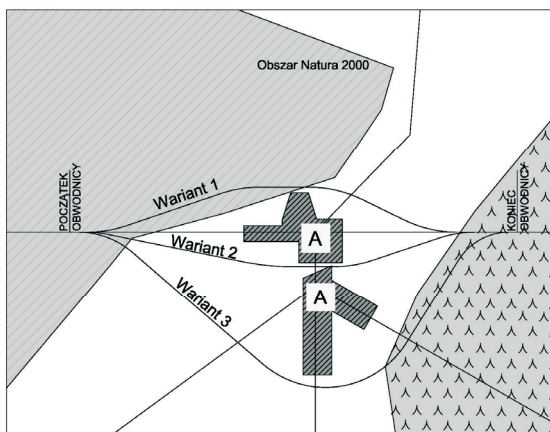 Obszar Natura 2000
Wariant 1
POCZĄTEK
OBWODNICY
KONIEC
OBWODNICY
A
Wariant 2
A
Wariant 3